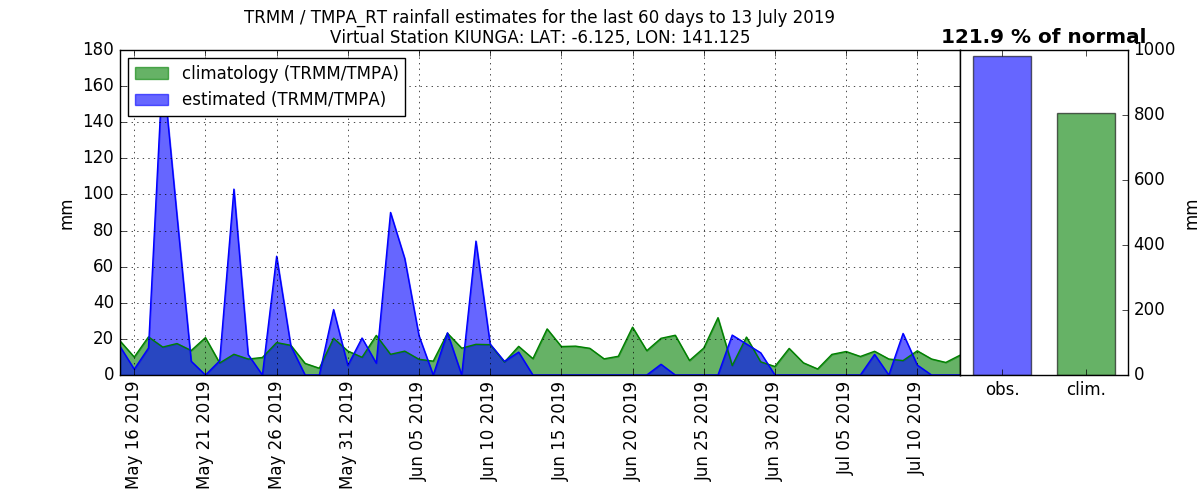 TRMM / TMPA_RT rainfall estimates for the last 60 days to 13 July 2019
Virtual Station KIUNGA: LAT: -6.125, LON: 141.125
121.9 % of normal
climatology (TRMM/TMPA)
estimated (TRMM/TMPA)
180
160
140
120
100
80
60
40
20
0
mm
May 16 2019
May 21 2019
May 26 2019
May 31 2019
Jun 05 2019
Jun 10 2019
Jun 15 2019
Jun 20 2019
Jun 25 2019
Jun 30 2019
Jul 05 2019
Jul 10 2019
obs.
clim.
1000
800
600
400
200
0
mm